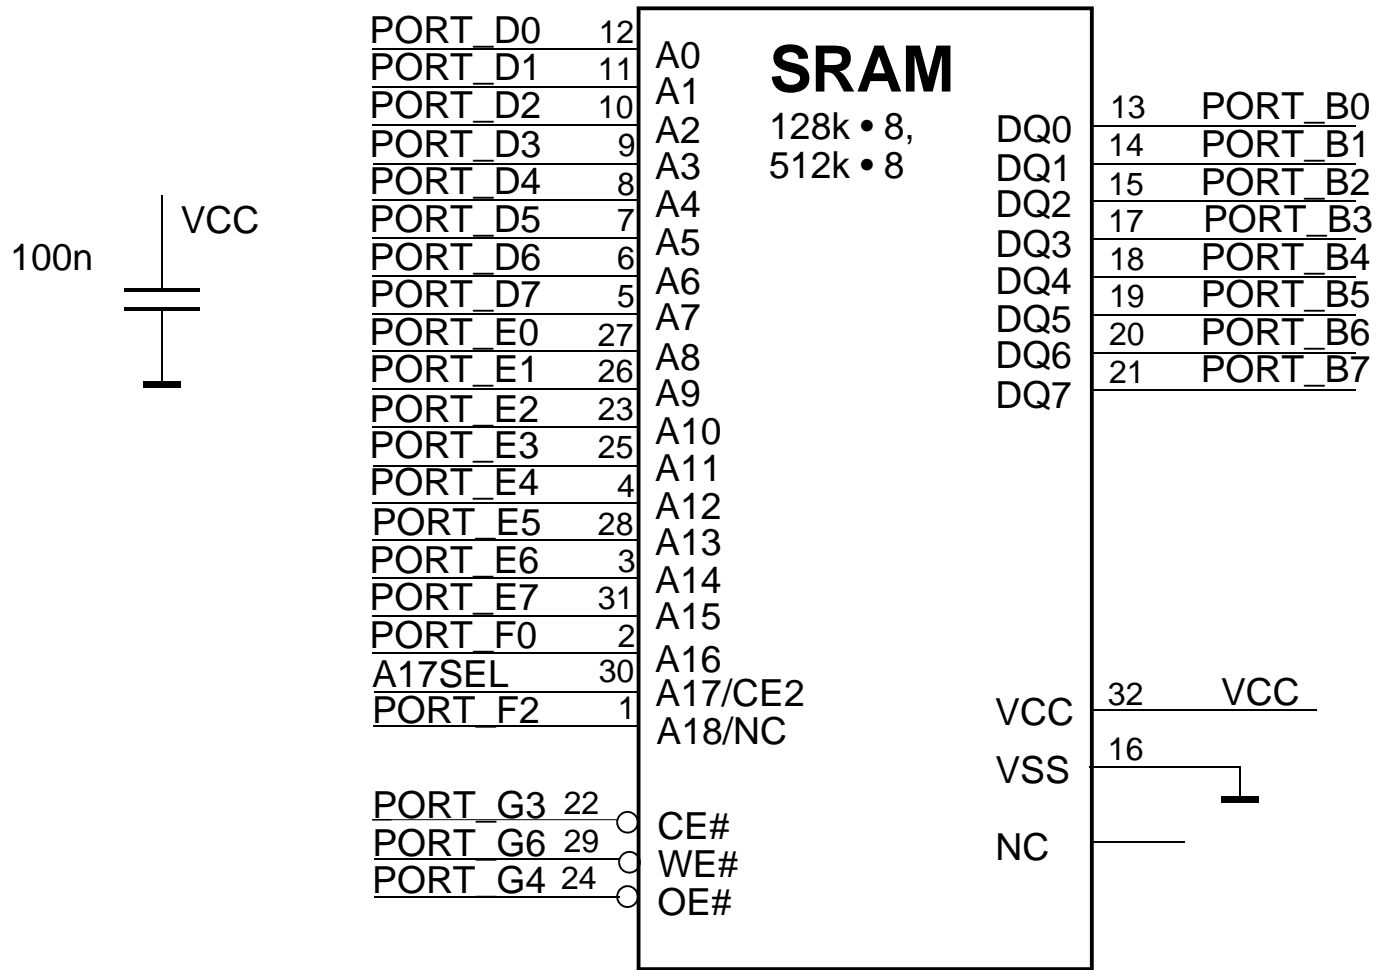 100n
VCC
PORT_D0 12 A0
PORT_D1 11 A1
PORT_D2 10 A2
PORT_D3 9 A3
PORT_D4 8 A4
PORT_D5 7 A5
PORT_D6 6 A6
PORT_D7 5 A7
PORT_E0 27 A8
PORT_E1 26 A9
PORT_E2 23 A10
PORT_E3 25 A11
PORT_E4 4 A12
PORT_E5 28 A13
PORT_E6 3 A14
PORT_E7 31 A15
PORT_F0 2 A16
A17SEL 30 A17/CE2
PORT_F2 1 A18/NC
PORT_G3 22 CE#
PORT_G6 29 WE#
PORT_G4 24 OE#
SRAM
128k • 8,
512k • 8
DQ0 13 PORT_B0
DQ1 14 PORT_B1
DQ2 15 PORT_B2
DQ3 17 PORT_B3
DQ4 18 PORT_B4
DQ5 19 PORT_B5
DQ6 20 PORT_B6
DQ7 21 PORT_B7
VCC 32 VCC
VSS 16
NC